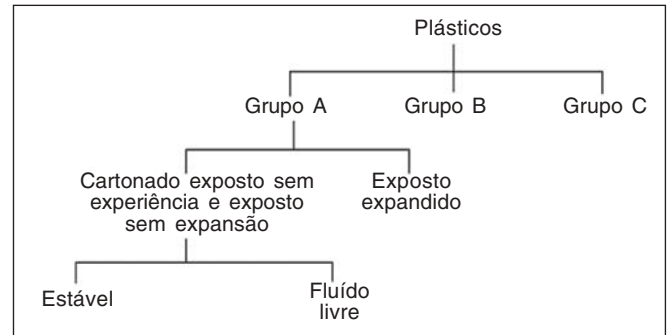 Plásticos
Grupo A
Grupo B
Grupo C
Cartonado exposto sem
experiência e exposto
sem expansão
Exposto
expandido
Estável
Fluído
livre